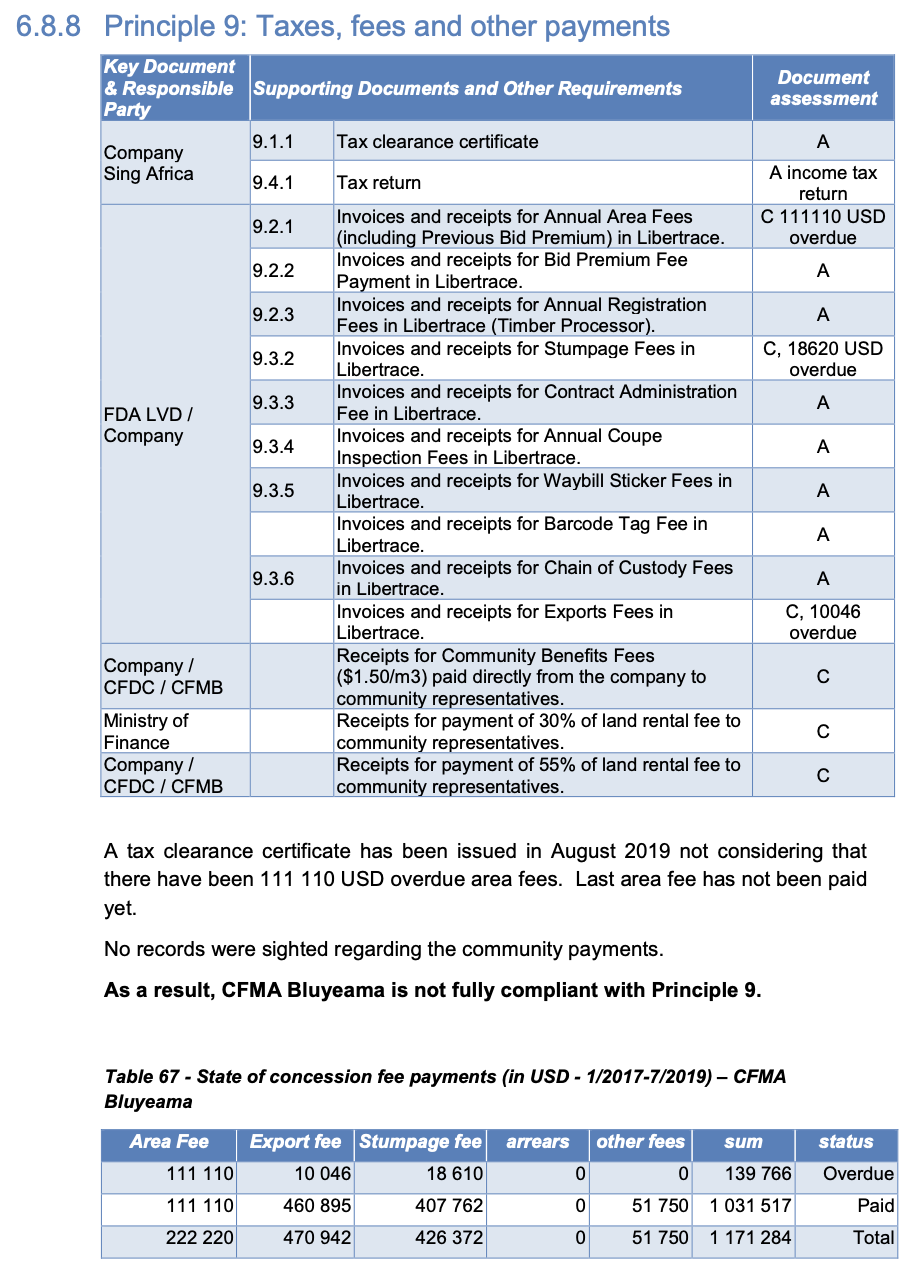 6.8.8 Principle 9: Taxes, fees and other payments
Key Document & Responsible Party
Supporting Documents and Other Requirements
Document assessment
Company
Sing Africa
9.1.1 Tax clearance certificate A
9.4.1 Tax return A income tax
return
FDA LVD /
Company
9.2.1 Invoices and receipts for Annual Area Fees C 111110 USD
(including Previous Bid Premium) in Libertrace. overdue
9.2.2 Invoices and receipts for Bid Premium Fee A
Payment in Libertrace.
9.2.3 Invoices and receipts for Annual Registration A
Fees in Libertrace (Timber Processor).
9.3.2 Invoices and receipts for Stumpage Fees in C, 18620 USD
Libertrace. overdue
9.3.3 Invoices and receipts for Contract Administration A
Fee in Libertrace.
9.3.4 Invoices and receipts for Annual Coupe A
Inspection Fees in Libertrace.
9.3.5 Invoices and receipts for Waybill Sticker Fees in A
Libertrace.
Invoices and receipts for Barcode Tag Fee in A
Libertrace.
9.3.6 Invoices and receipts for Chain of Custody Fees A
in Libertrace.
Invoices and receipts for Exports Fees in C, 10046
Libertrace. overdue
Company /
CFDC / CFMB
Receipts for Community Benefits Fees
($1.50/m3) paid directly from the company to C
community representatives.
Ministry of
Finance
Receipts for payment of 30% of land rental fee to C
community representatives.
Company /
CFDC / CFMB
Receipts for payment of 55% of land rental fee to C
community representatives.
A tax clearance certificate has been issued in August 2019 not considering that
there have been 111 110 USD overdue area fees. Last area fee has not been paid
yet.
No records were sighted regarding the community payments.
As a result, CFMA Bluyeama is not fully compliant with Principle 9.
Table 67 - State of concession fee payments (in USD - 1/2017-7/2019) – CFMA
Bluyeama
Area Fee Export fee Stumpage fee arrears other fees sum status
111 110 10 046 18 610 0 0 139 766 Overdue
111 110 460 895 407 762 0 51 750 1 031 517 Paid
222 220 470 942 426 372 0 51 750 1 171 284 Total